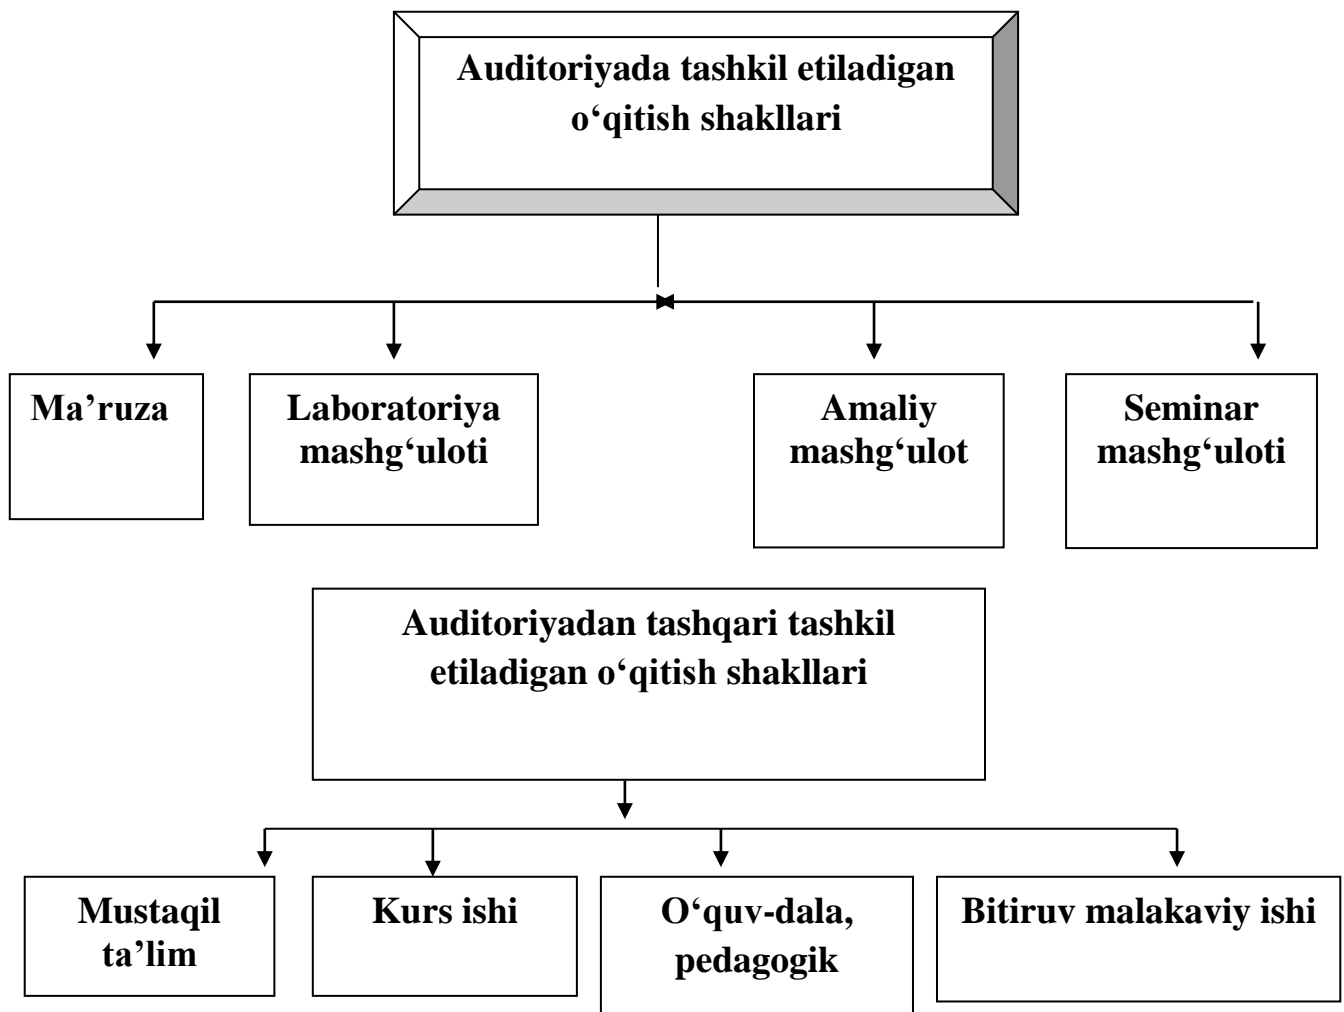 Auditoriyada tashkil etiladigan
o‘qitish shakllari
Ma’ruza
Laboratoriya
mashg‘uloti
Amaliy
mashg‘ulot
Seminar
mashg‘uloti
Auditoriyadan tashqari tashkil
etiladigan o‘qitish shakllari
Mustaqil
ta’lim
Kurs ishi
O‘quv-dala,
pedagogik
Bitiruv malakaviy ishi